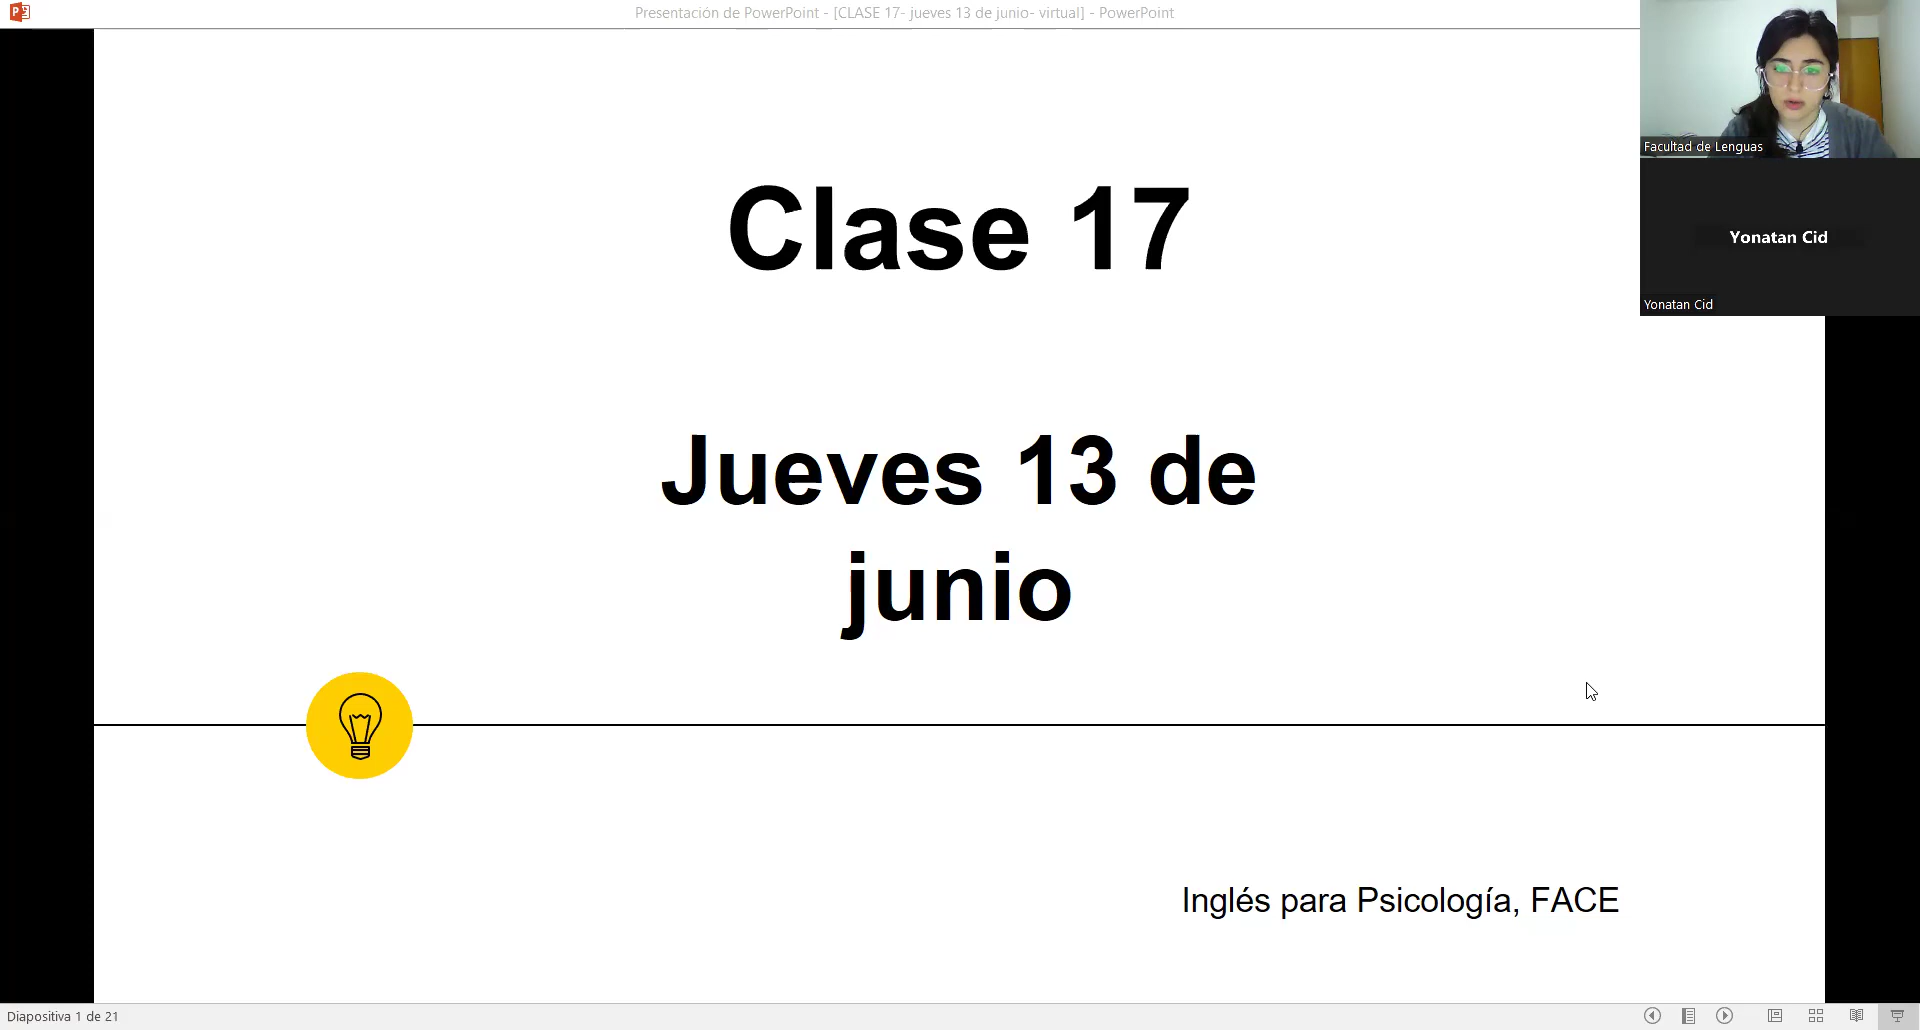 Presentación de PowerPoint - [CLASE 17- jueves 13 de junio- virtual] - PowerPoint
Facultad de Lenguas
Yonatan Cid
Yonatan Cid
Clase 17
Jueves 13 de
junio
Inglés para Psicología, FACE
Diapositiva 1 de 21